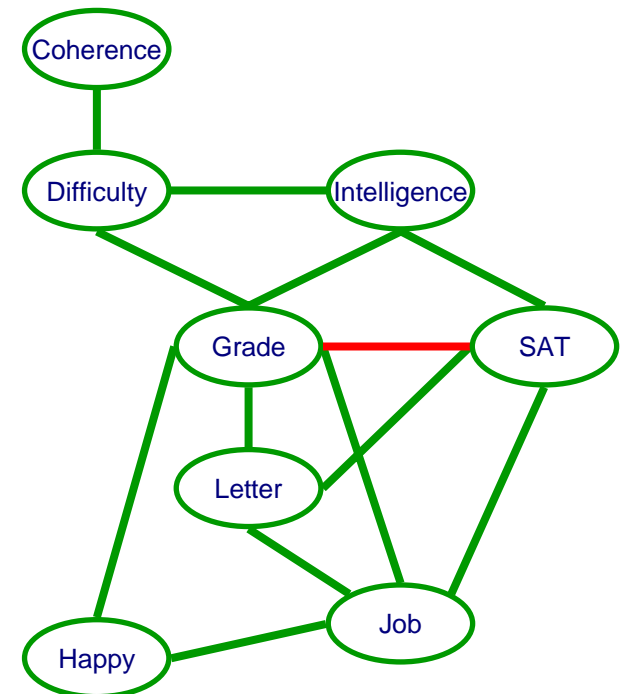 Coherence
Difficulty
Intelligence
Grade
SAT
Letter
Job
Happy